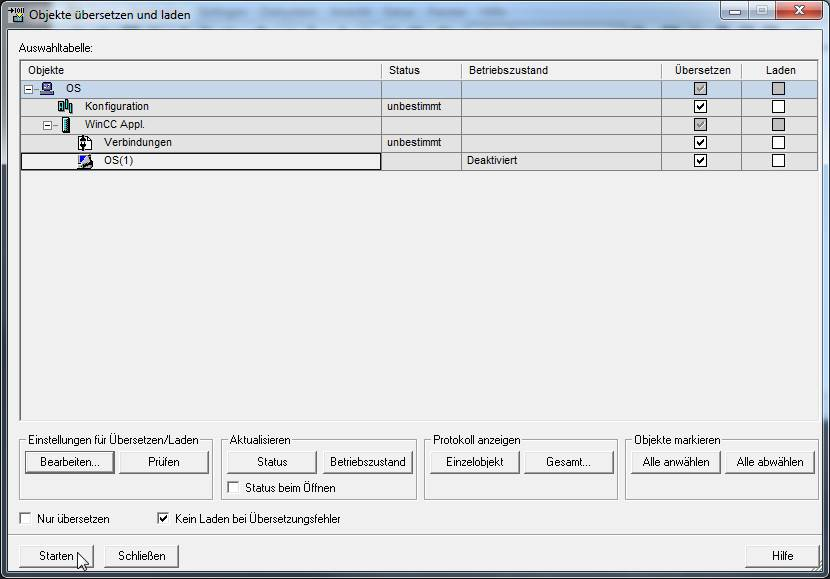 Objekte übersetzen und laden
Auswahltabelle:
Objekte Status Betriebszustand Übersetzen Laden
OS
Konfiguration unbestimmt
WinCC Appl.
Verbindungen unbestimmt
OS(1) Deaktiviert
Einstellungen für Übersetzen/Laden Aktualisieren Protokoll anzeigen Objekte markieren
Bearbeiten... Prüfen Status Betriebszustand Einzelobjekt Gesamt... Alle anwählen Alle abwählen
Status beim Öffnen
Nur übersetzen Kein Laden bei Übersetzungsfehler
Starten Schließen Hilfe